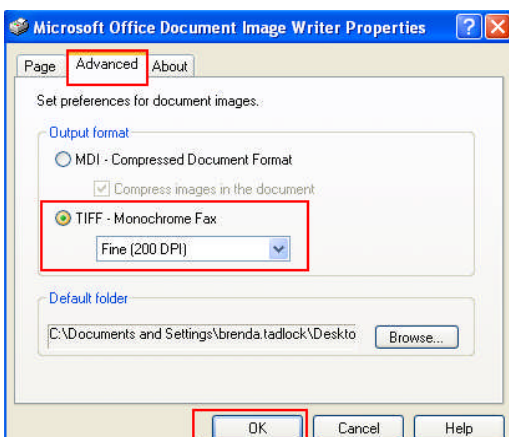 Microsoft Office Document Image Writer Properties
Page Advanced About
Set preferences for document images.
Output format
MDI - Compressed Document Format
Compress images in the document
TIFF - Monochrome Fax
Fine (200 DPI)
Default folder
C:\Documents and Settings\brenda.tadlock\Deskto Browse...
OK Cancel Help